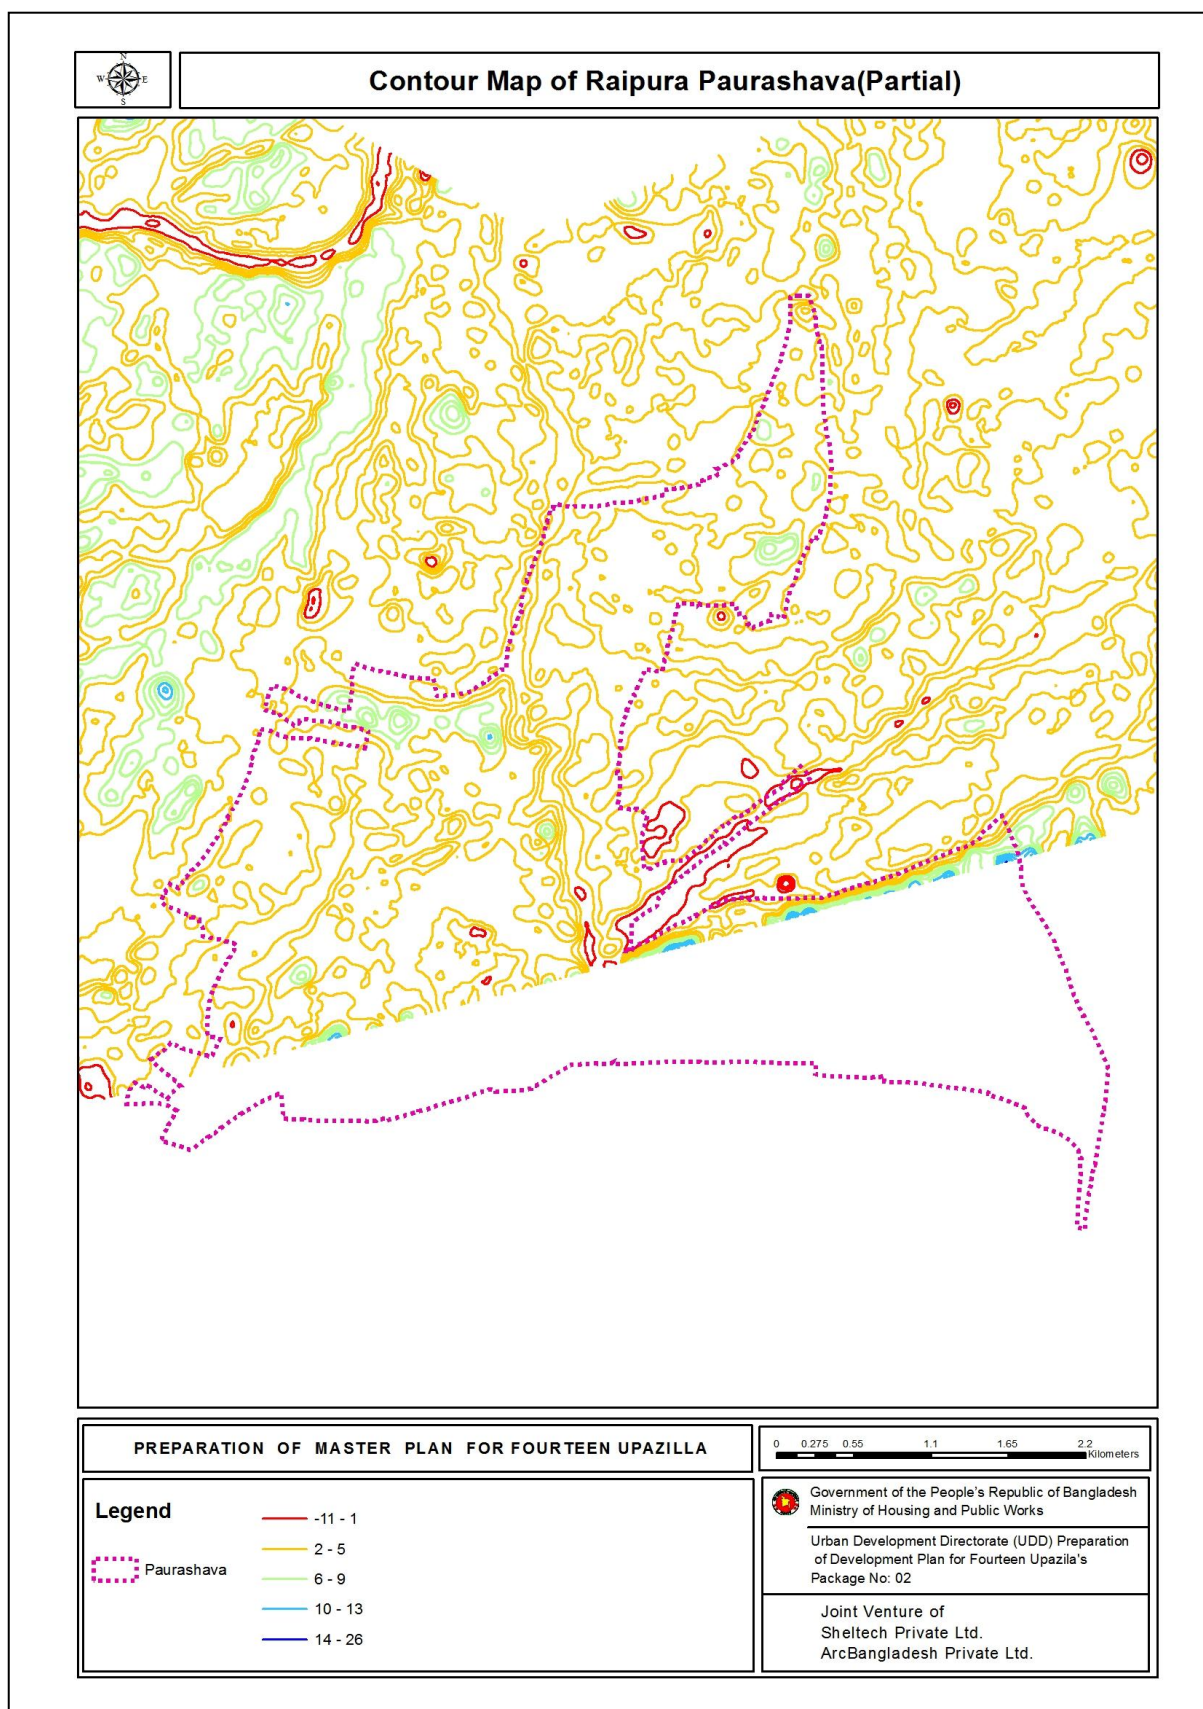 N
W E
S
Contour Map of Raipura Paurashava(Partial)
PREPARATION OF MASTER PLAN FOR FOURTEEN UPAZILLA
0 0.275 0.55 1.1 1.65 2.2
Kilometers
Legend
Paurashava
-11 - 1
2 - 5
6 - 9
10 - 13
14 - 26
Government of the People's Republic of Bangladesh
Ministry of Housing and Public Works
Urban Development Directorate (UDD) Preparation
of Development Plan for Fourteen Upazila's
Package No: 02
Joint Venture of
Sheltech Private Ltd.
ArcBangladesh Private Ltd.